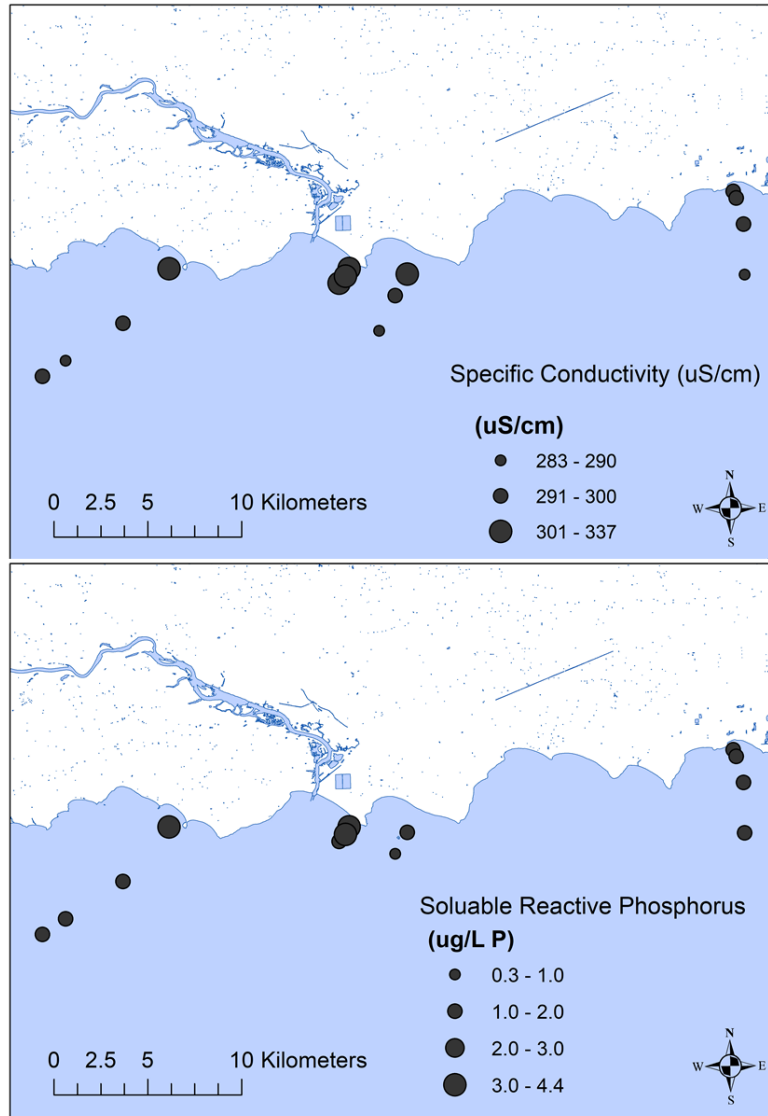 Specific Conductivity (uS/cm)
(uS/cm)
283 - 290
291 - 300
301 - 337
0 2.5 5 10 Kilometers
N
W E
S
Soluable Reactive Phosphorus
(ug/L P)
0.3 - 1.0
1.0 - 2.0
2.0 - 3.0
3.0 - 4.4
0 2.5 5 10 Kilometers
N
W E
S